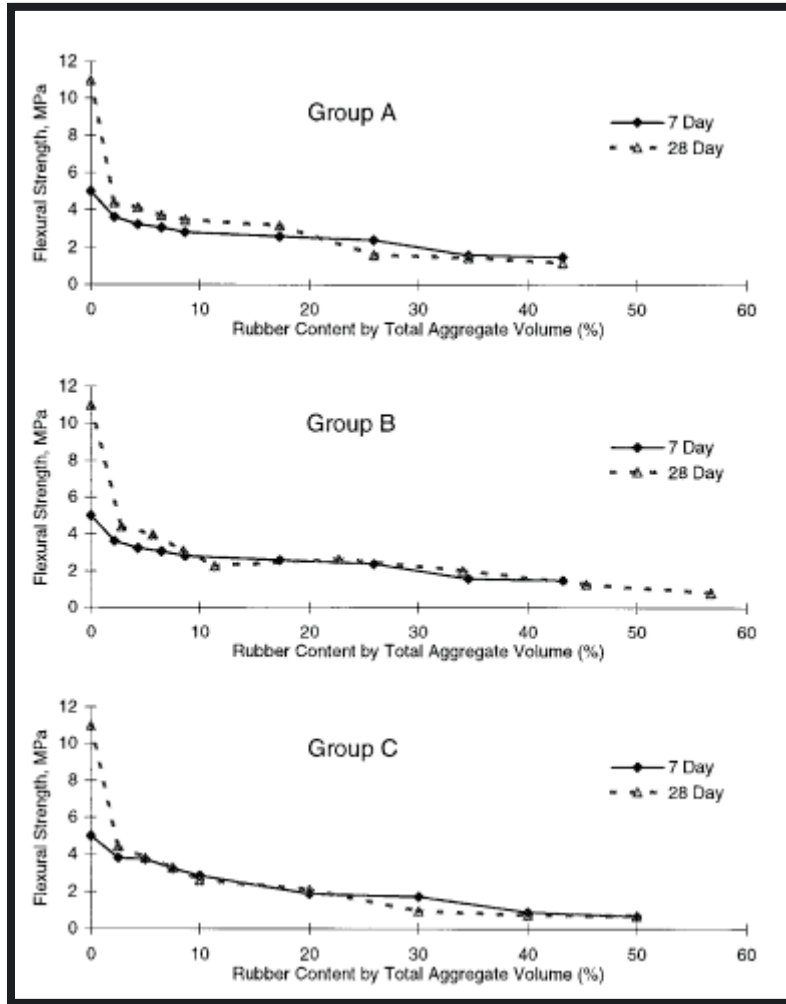 12
10
8
6
4
2
0
Flexural Strength, MPa
Group A
7 Day
28 Day
0 10 20 30 40 50 60
Rubber Content by Total Aggregate Volume (%)
12
10
8
6
4
2
0
Flexural Strength, MPa
Group B
7 Day
28 Day
0 10 20 30 40 50 60
Rubber Content by Total Aggregate Volume (%)
12
10
8
6
4
2
0
Flexural Strength, MPa
Group C
7 Day
28 Day
0 10 20 30 40 50 60
Rubber Content by Total Aggregate Volume (%)